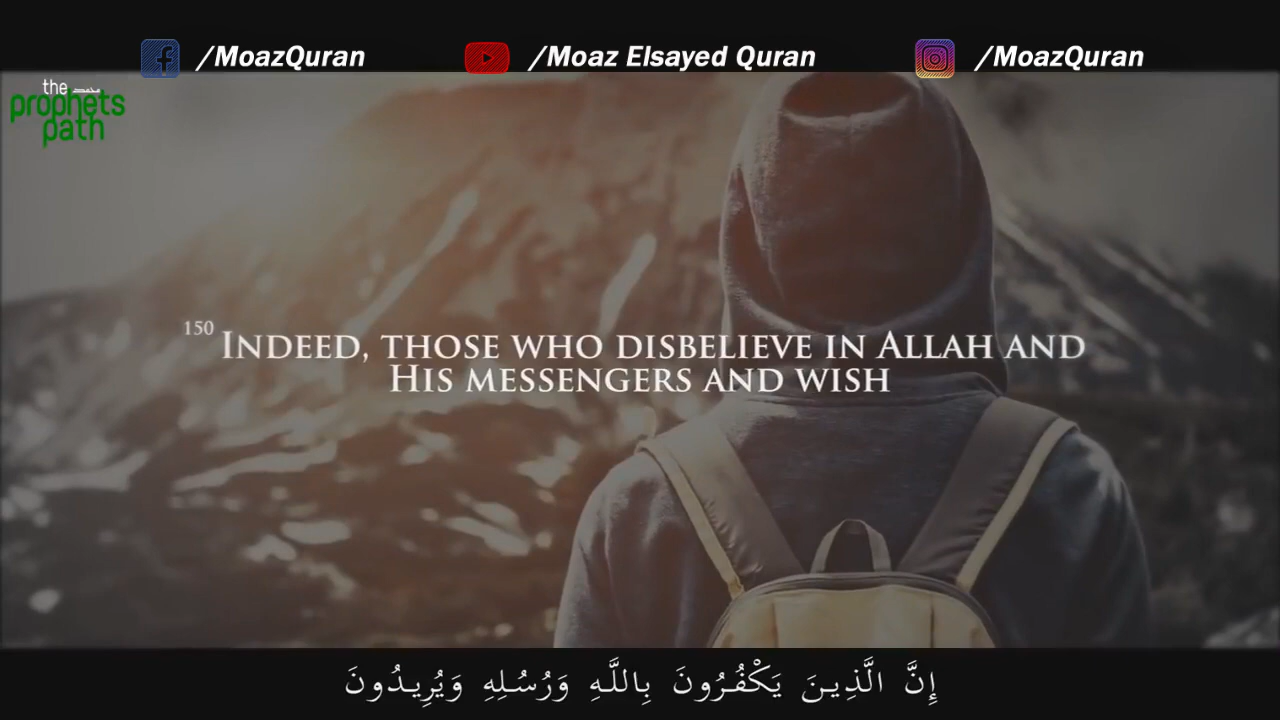 /MoazQuran /Moaz Elsayed Quran /MoazQuran
the
prophets
path
150 INDEED, THOSE WHO DISBELIEVE IN ALLAH AND
HIS MESSENGERS AND WISH
إِنَّ الَّذِينَ يَكْفُرُونَ بِاللَّهِ وَرُسُلِهِ وَيُرِيدُونَ